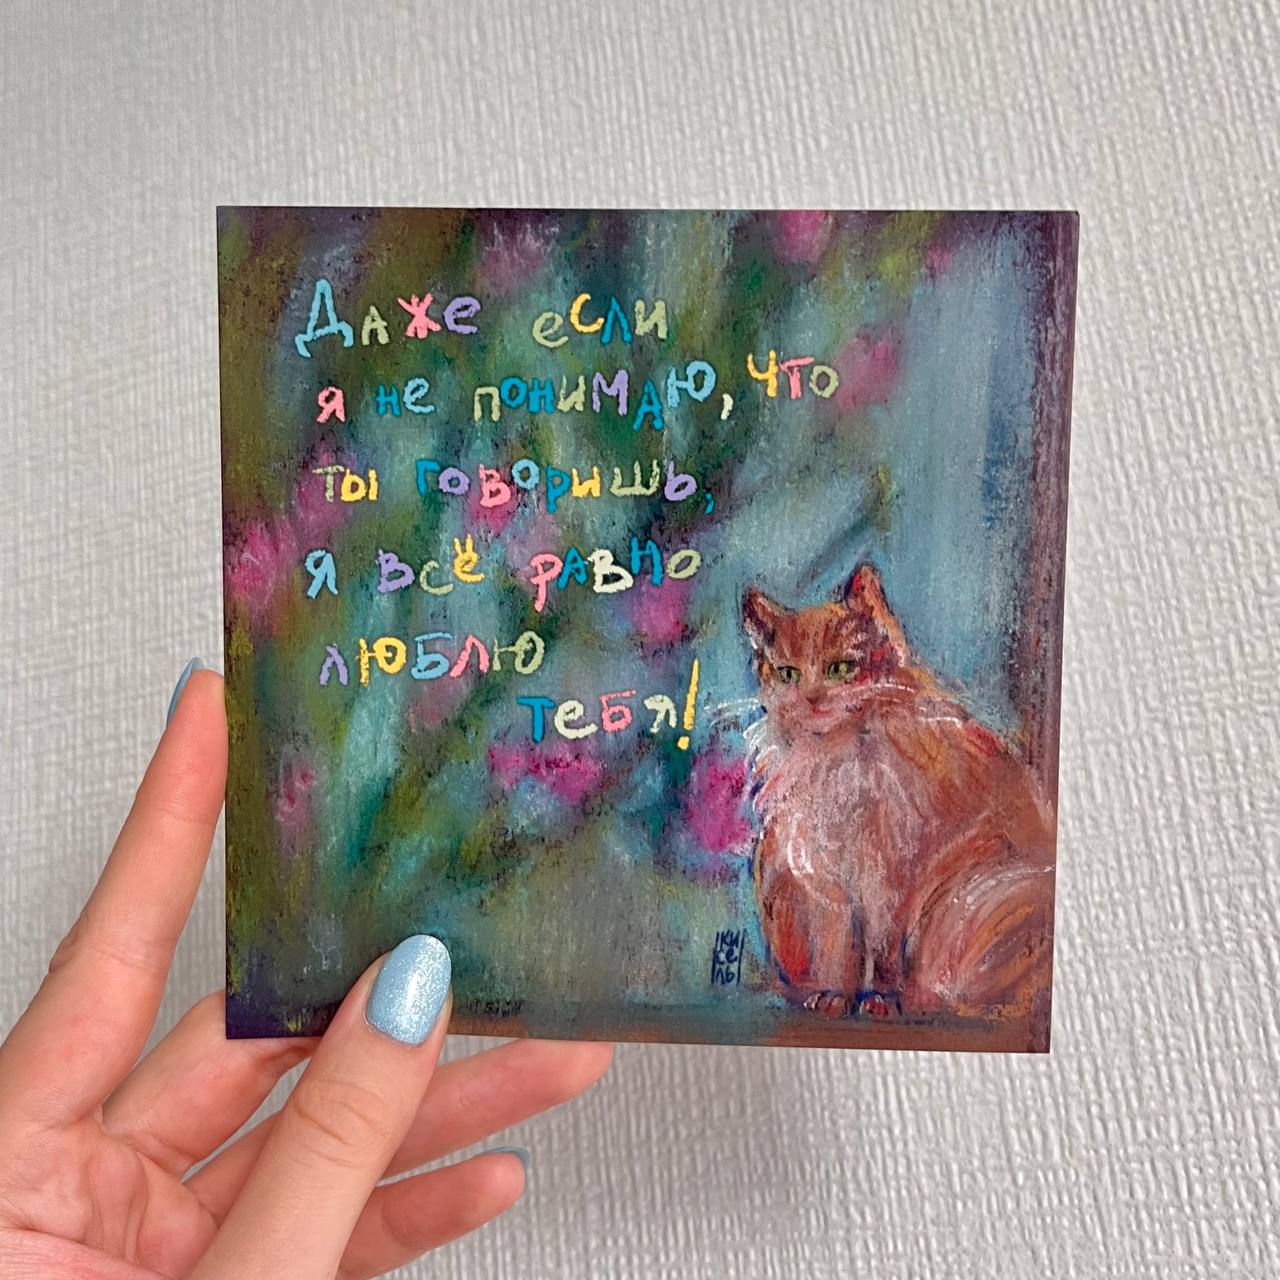 Даже если
я не понимаю, что
ты говоришь,
я всё равно
люблю
тебя!
КИ
СЕ
ЛЬ